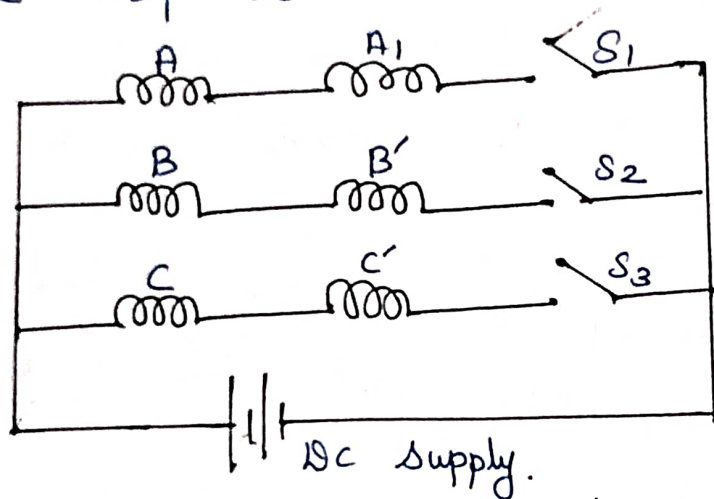 A A1 S1
B B′ S2
C C′ S3
DC supply.